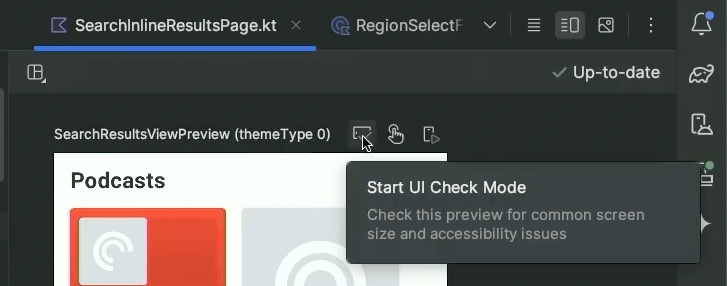 SearchInlineResultsPage.kt
RegionSelectF
Up-to-date
SearchResultsViewPreview (themeType 0)
Podcasts
Start UI Check Mode
Check this preview for common screen
size and accessibility issues